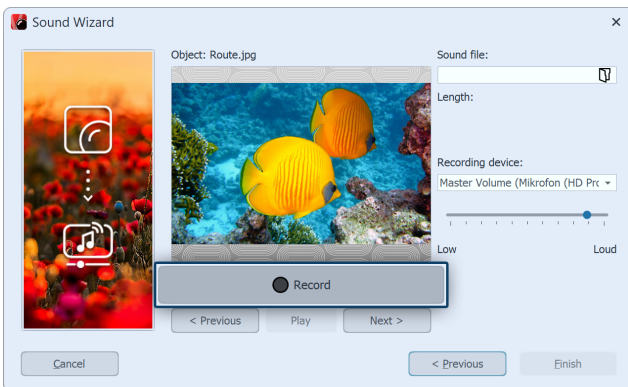 Sound Wizard
Object: Route.jpg
Sound file:
Length:
Recording device:
Master Volume (Mikrofon (HD Prc
Low Loud
Record
< Previous Play Next >
Cancel < Previous Finish